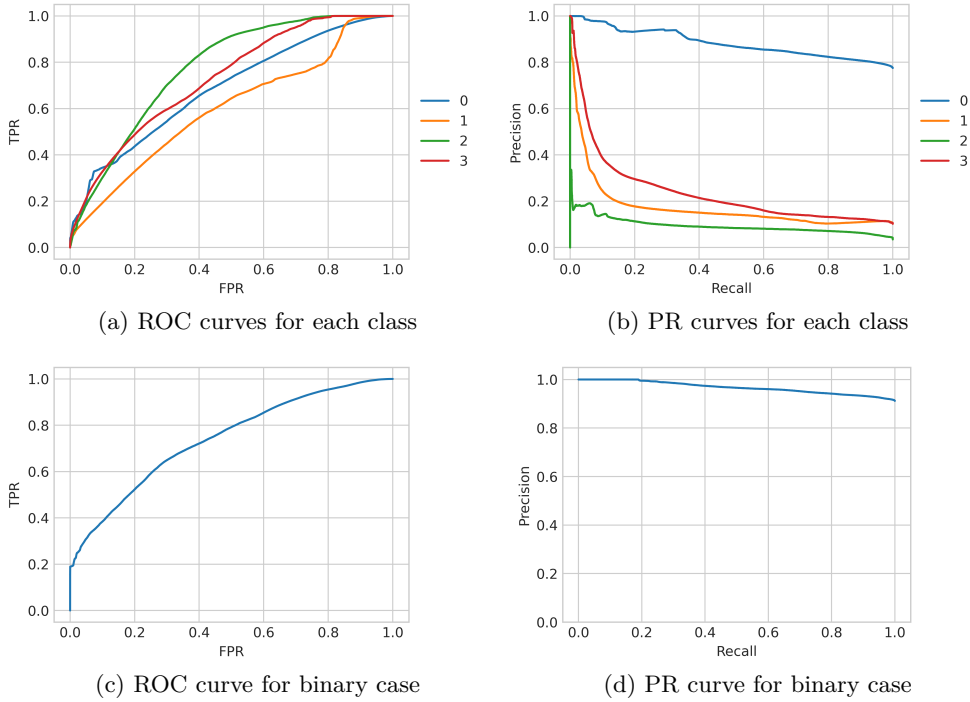 1.0
0.8
0.6
0.4
0.2
0.0
TPR
0.0 0.2 0.4 0.6 0.8 1.0
FPR
0
1
2
3
(a) ROC curves for each class
1.0
0.8
0.6
0.4
0.2
0.0
Precision
0.0 0.2 0.4 0.6 0.8 1.0
Recall
0
1
2
3
(b) PR curves for each class
1.0
0.8
0.6
0.4
0.2
0.0
TPR
0.0 0.2 0.4 0.6 0.8 1.0
FPR
(c) ROC curve for binary case
1.0
0.8
0.6
0.4
0.2
0.0
Precision
0.0 0.2 0.4 0.6 0.8 1.0
Recall
(d) PR curve for binary case